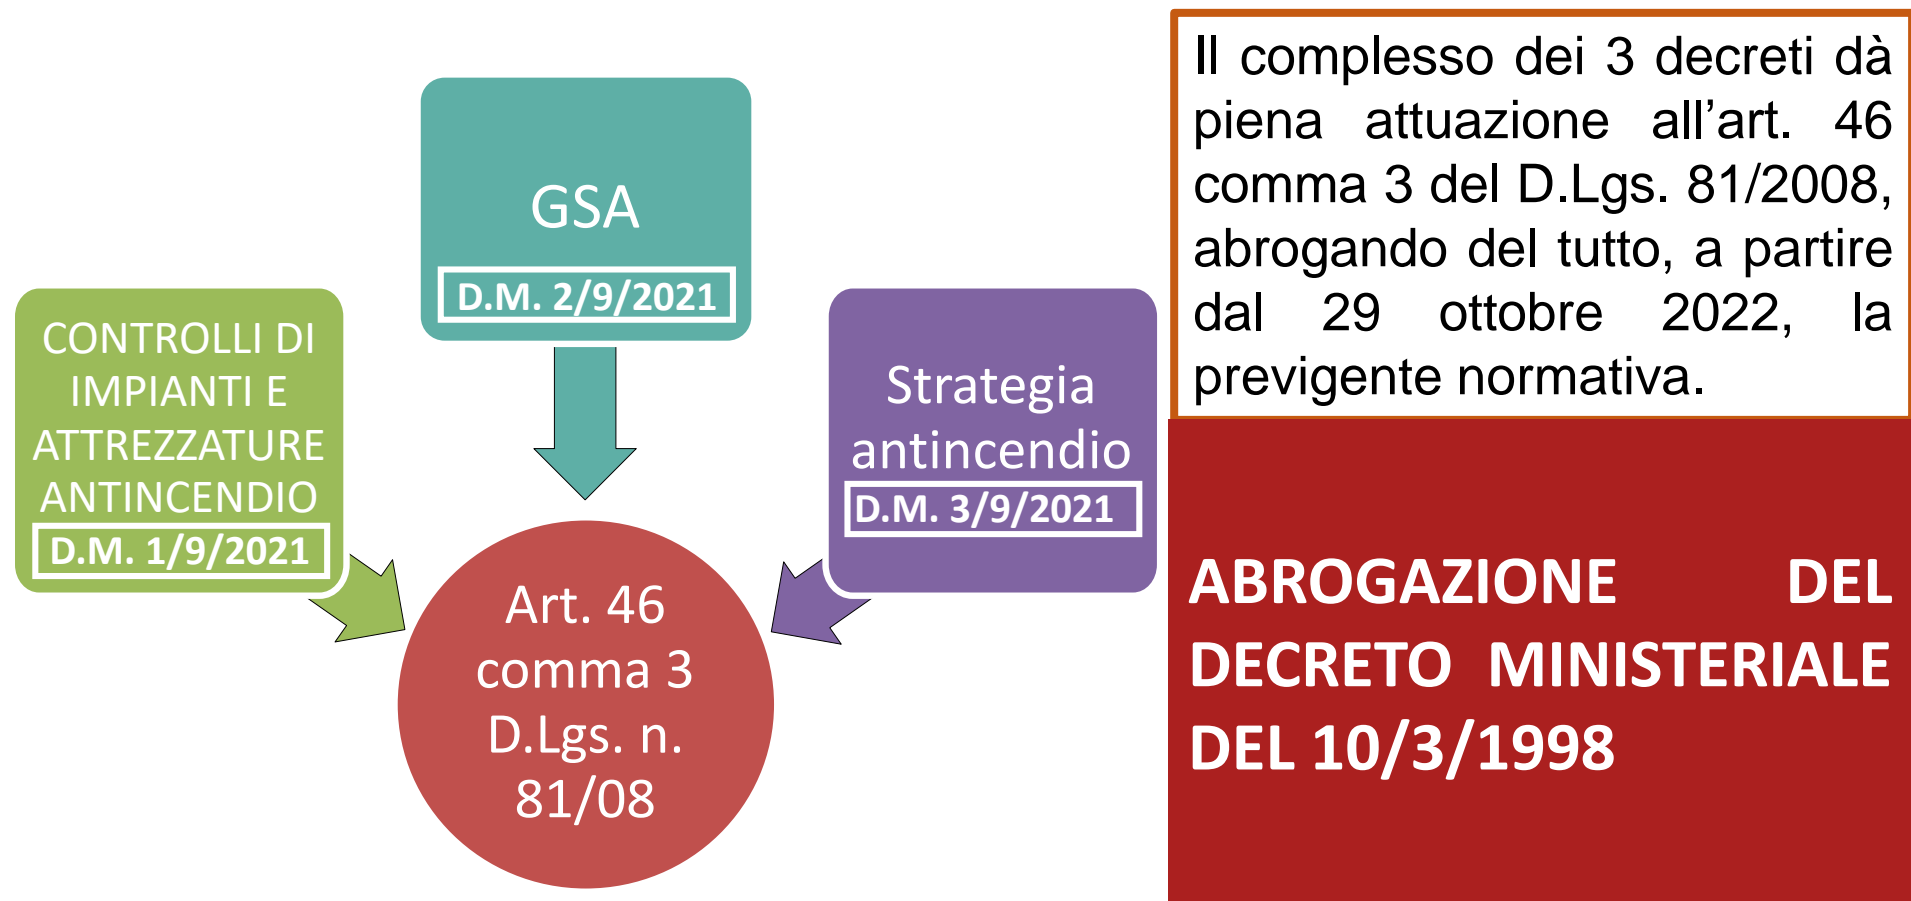 GSA
D.M. 2/9/2021
CONTROLLI DI
IMPIANTI E
ATTREZZATURE
ANTINCENDIO
D.M. 1/9/2021
Strategia
antincendio
D.M. 3/9/2021
Art. 46
comma 3
D.Lgs. n.
81/08
Il complesso dei 3 decreti dà
piena attuazione all’art. 46
comma 3 del D.Lgs. 81/2008,
abrogando del tutto, a partire
dal 29 ottobre 2022, la
previgente normativa.
ABROGAZIONE DEL
DECRETO MINISTERIALE
DEL 10/3/1998